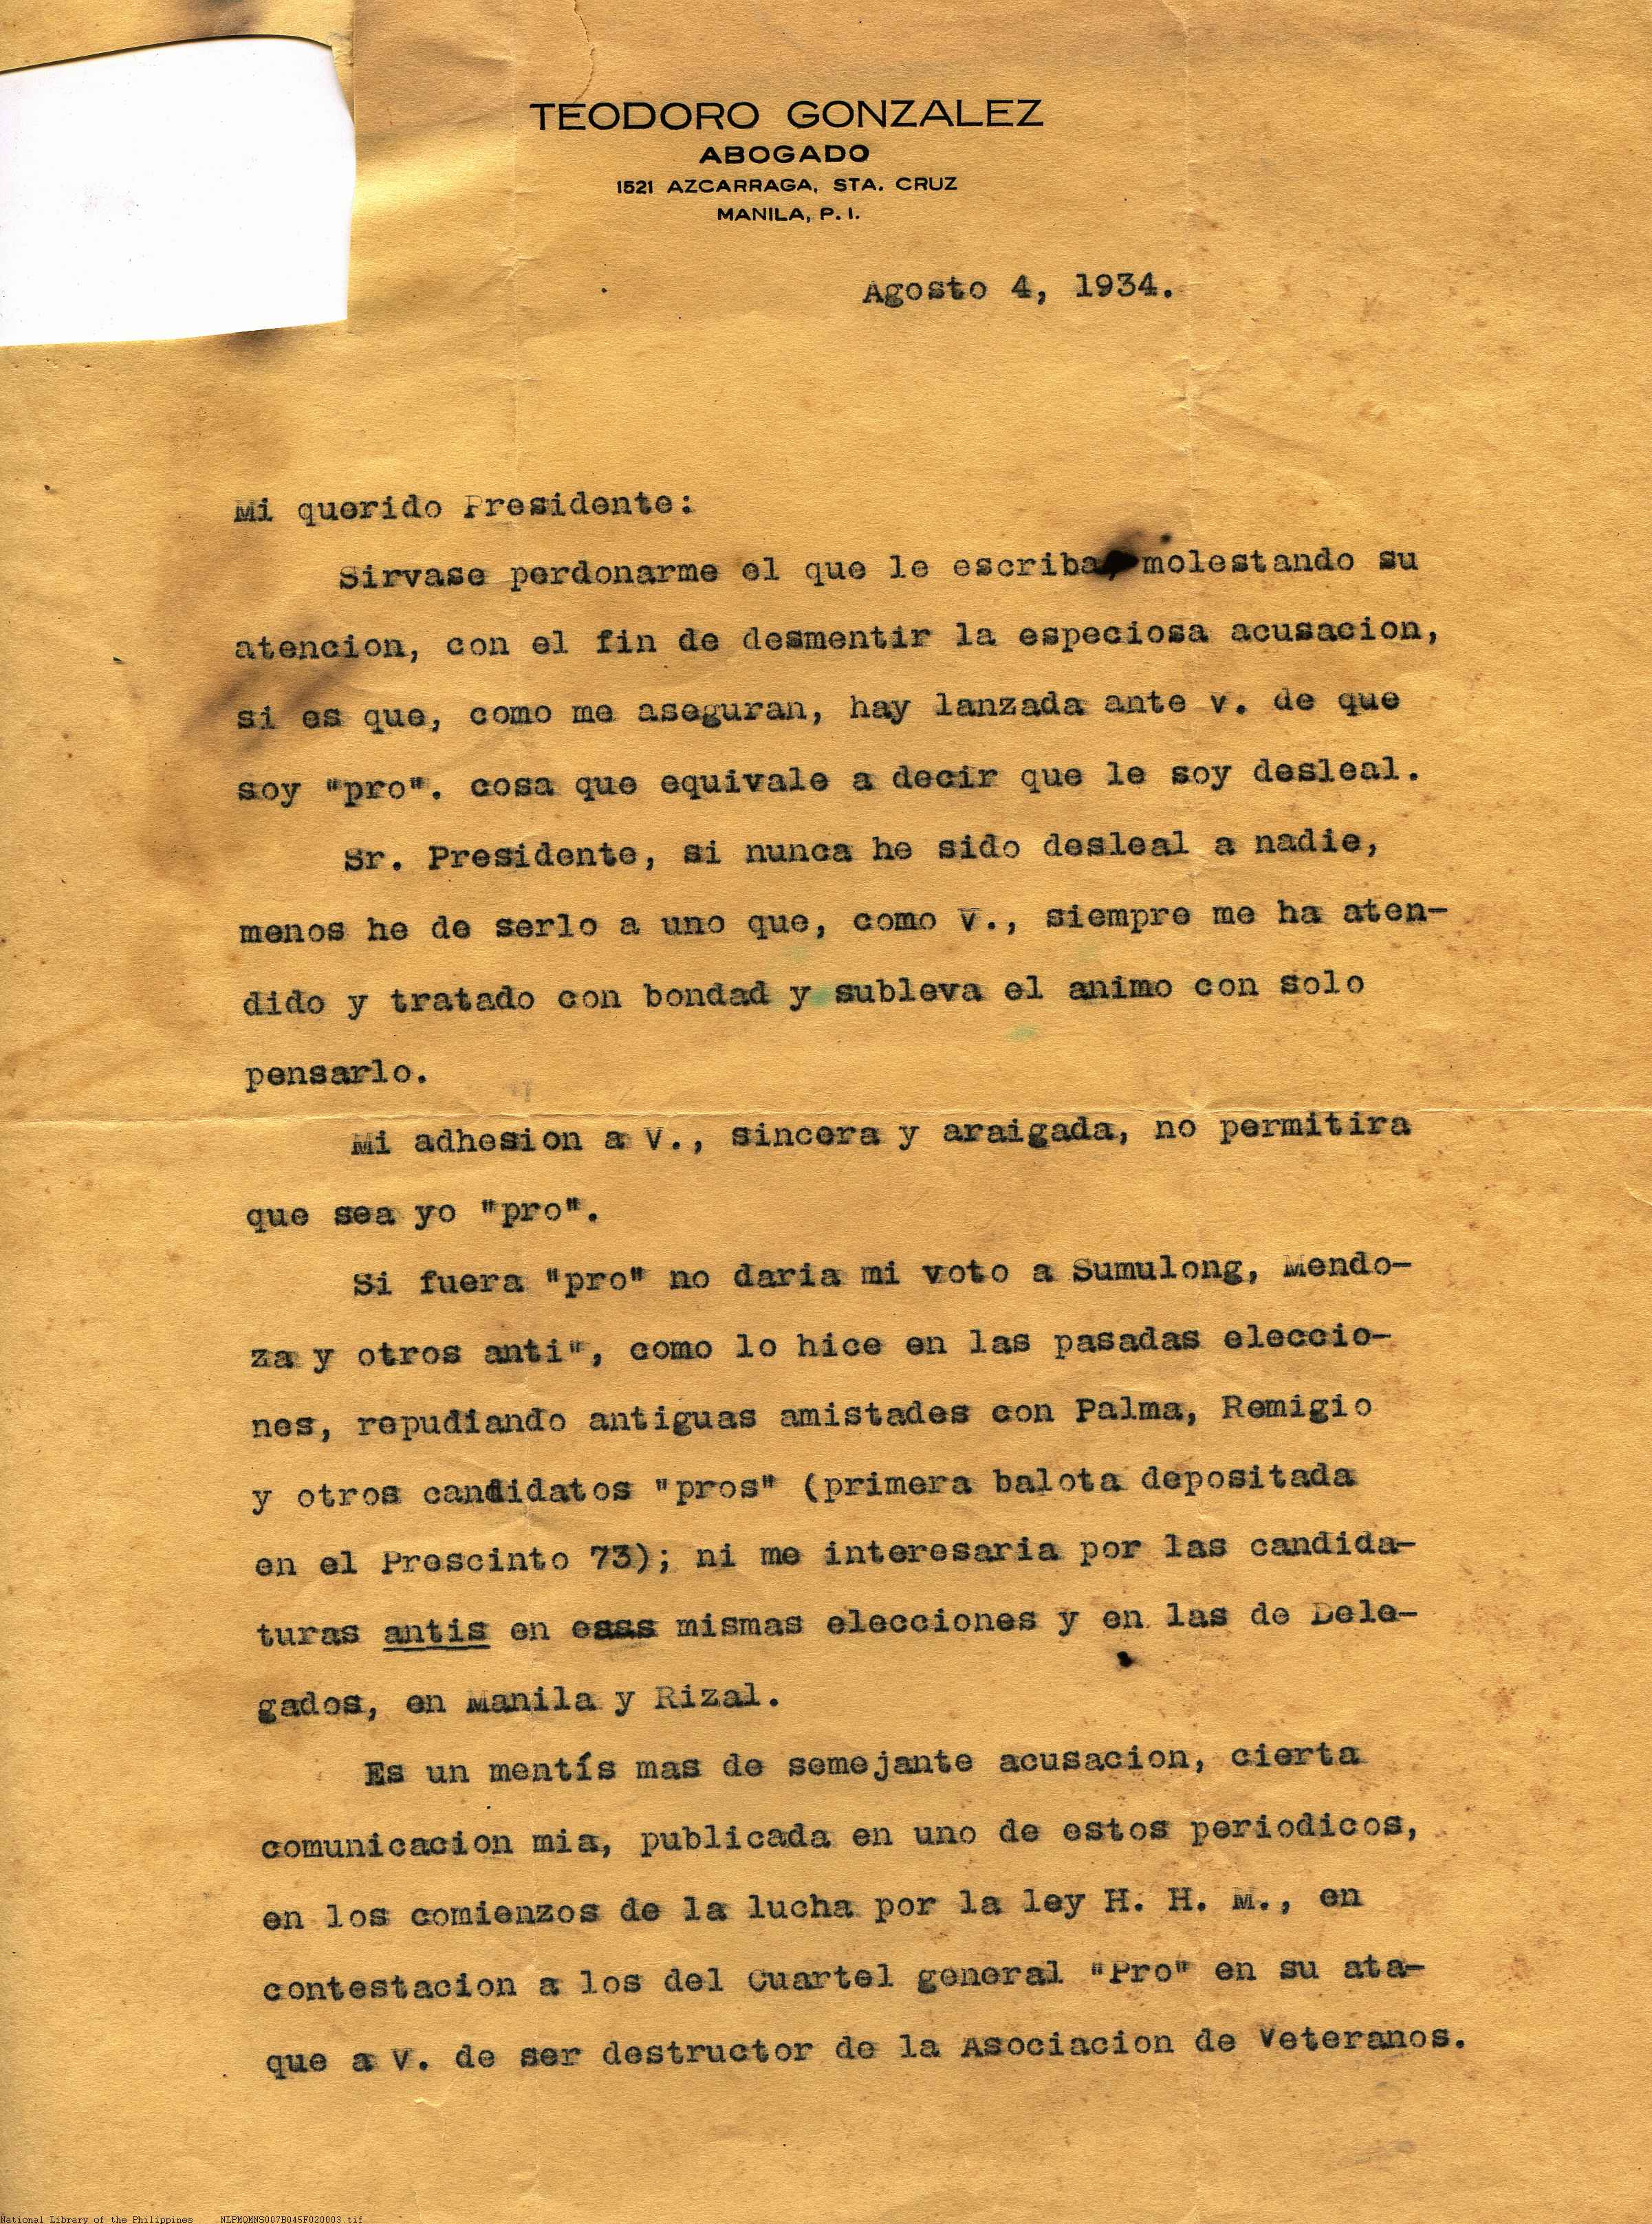 TEODORO GONZALEZ
ABOGADO
1521 AZCARRAGA, STA. CRUZ
MANILA, P. I.
Agosto 4, 1934.
Mi querido Presidente:
Sirvase perdonarme el que le escriba, molestando su
atencion, con el fin de desmentir la especiosa acusacion,
si es que, como me aseguran, hay lanzada ante v. de que
soy "pro". cosa que equivale a decir que le soy desleal.
Sr. Presidente, si nunca he sido desleal a nadie,
menos he de serlo a uno que, como V., siempre me ha aten-
dido y tratado con bondad y subleva el animo con solo
pensarlo.
Mi adhesion a V., sincera y araigada, no permitira
que sea yo "pro".
Si fuera "pro" no daria mi voto a Sumulong, Mendo-
za y otros anti", como lo hice en las pasadas eleccio-
nes, repudiando antiguas amistades con Palma, Remigio
y otros candidatos "pros" (primera balota depositada
en el Prescinto 73); ni me interesaria por las candida-
turas antis en esas mismas elecciones y en las de Dele-
gados, en Manila y Rizal.
Es un mentís mas de semejante acusacion, cierta
comunicacion mia, publicada en uno de estos periodicos,
en los comienzos de la lucha por la ley H. H. M., en
contestacion a los del Cuartel general "Pro" en su ata-
que a V. de ser destructor de la Asociacion de Veteranos.
National Library of the Philippines NLPMQMNS007B045F020003.tif